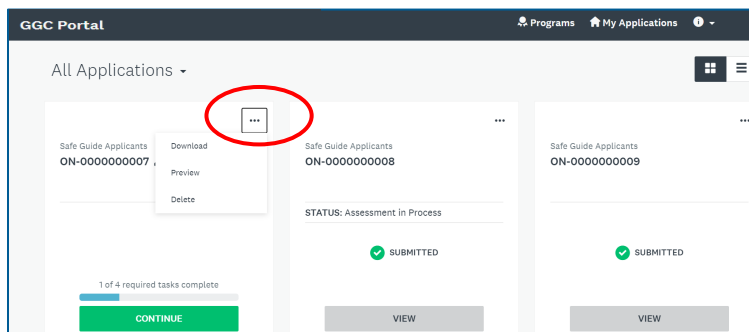 GGC Portal
Programs
My Applications
All Applications
...
Safe Guide Applicants
ON-0000000007
Download
Preview
Delete
1 of 4 required tasks complete
CONTINUE
...
Safe Guide Applicants
ON-0000000008
STATUS: Assessment in Process
SUBMITTED
VIEW
...
Safe Guide Applicants
ON-0000000009
SUBMITTED
VIEW